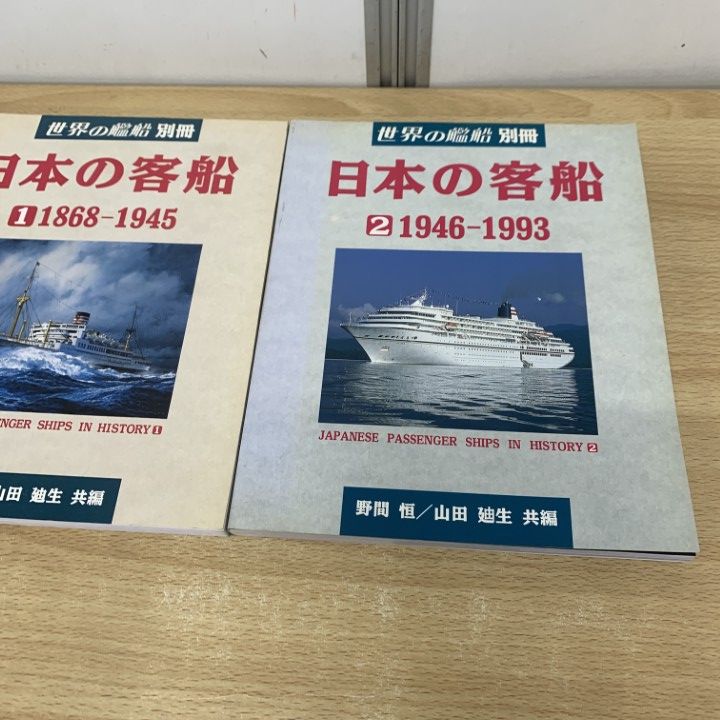 世界の艦船 別冊
日本の客船
1 1868-1945
ENGER SHIPS IN HISTORY 1
山田 廸生 共編
世界の艦船 別冊
日本の客船
2 1946-1993
JAPANESE PASSENGER SHIPS IN HISTORY 2
野間 恒／山田 廸生 共編